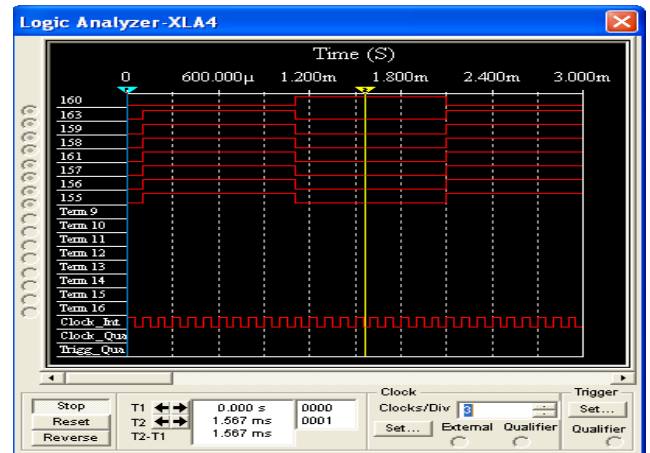 Logic Analyzer-XLA4
Time (S)
0 600.000µ 1.200m 1.800m 2.400m 3.000m
160
163
159
158
161
157
156
155
Term 9
Term 10
Term 11
Term 12
Term 13
Term 14
Term 15
Term 16
Clock_Int
Clock_Qua
Trigg_Qua
Clock
Trigger
Stop
T1 0.000 s 0000
Clocks/Div 3
Set...
Reset
T2 1.567 ms 0001
Set... External Qualifier
Qualifier
Reverse
T2-T1 1.567 ms